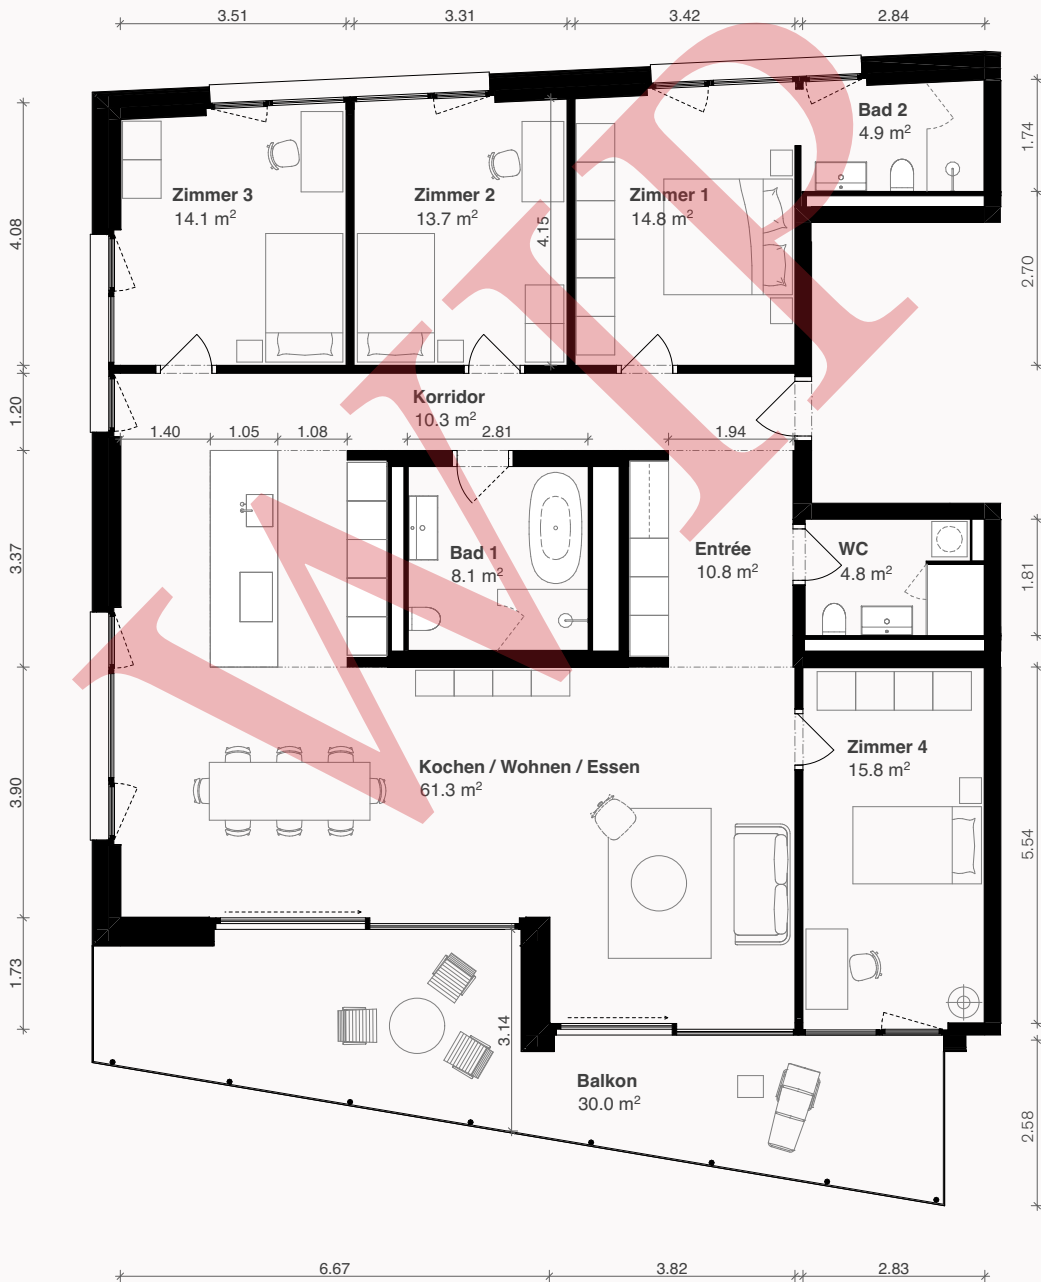 3.51
3.31
3.42
2.84
Bad 2
4.9 m²
1.74
Zimmer 3
14.1 m²
Zimmer 2
13.7 m²
Zimmer 1
14.8 m²
4.08
4.15
2.70
Korridor
10.3 m²
1.20
1.40
1.05
1.08
2.81
1.94
3.37
Bad 1
8.1 m²
Entrée
10.8 m²
WC
4.8 m²
1.81
WIP
Kochen / Wohnen / Essen
61.3 m²
Zimmer 4
15.8 m²
3.90
5.54
1.73
3.14
Balkon
30.0 m²
2.58
6.67
3.82
2.83